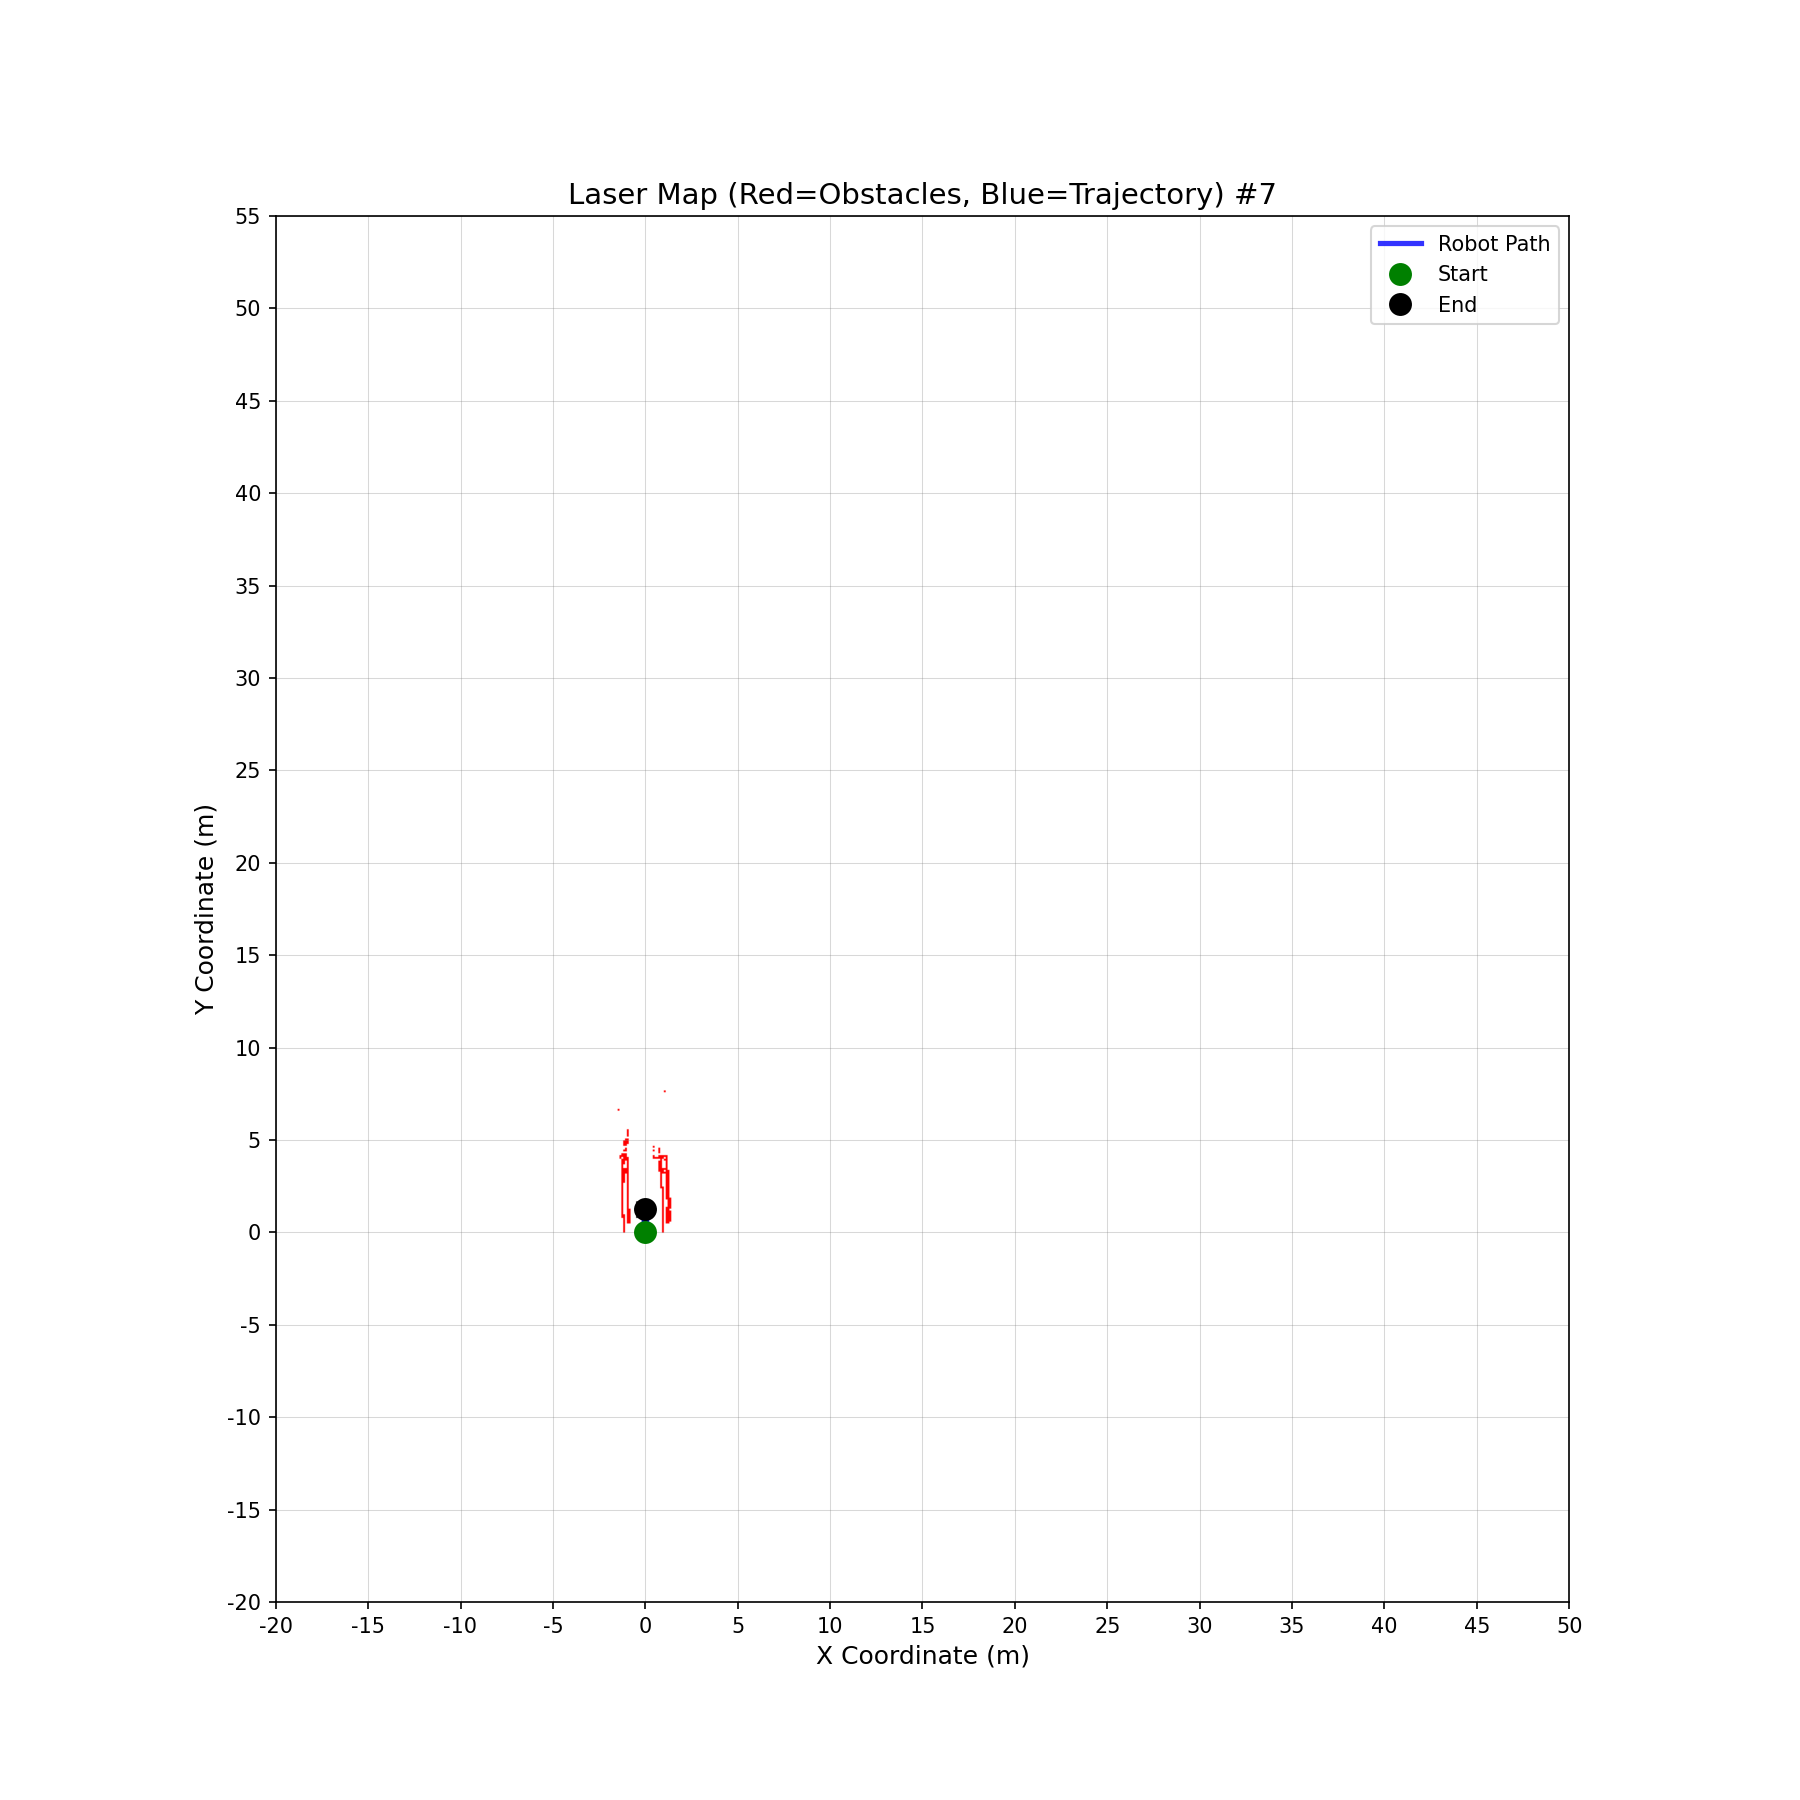 Laser Map (Red=Obstacles, Blue=Trajectory) #7
Robot Path
Start
End
55
50
45
40
35
30
25
20
15
10
5
0
-5
-10
-15
-20
Y Coordinate (m)
-20 -15 -10 -5 0 5 10 15 20 25 30 35 40 45 50
X Coordinate (m)